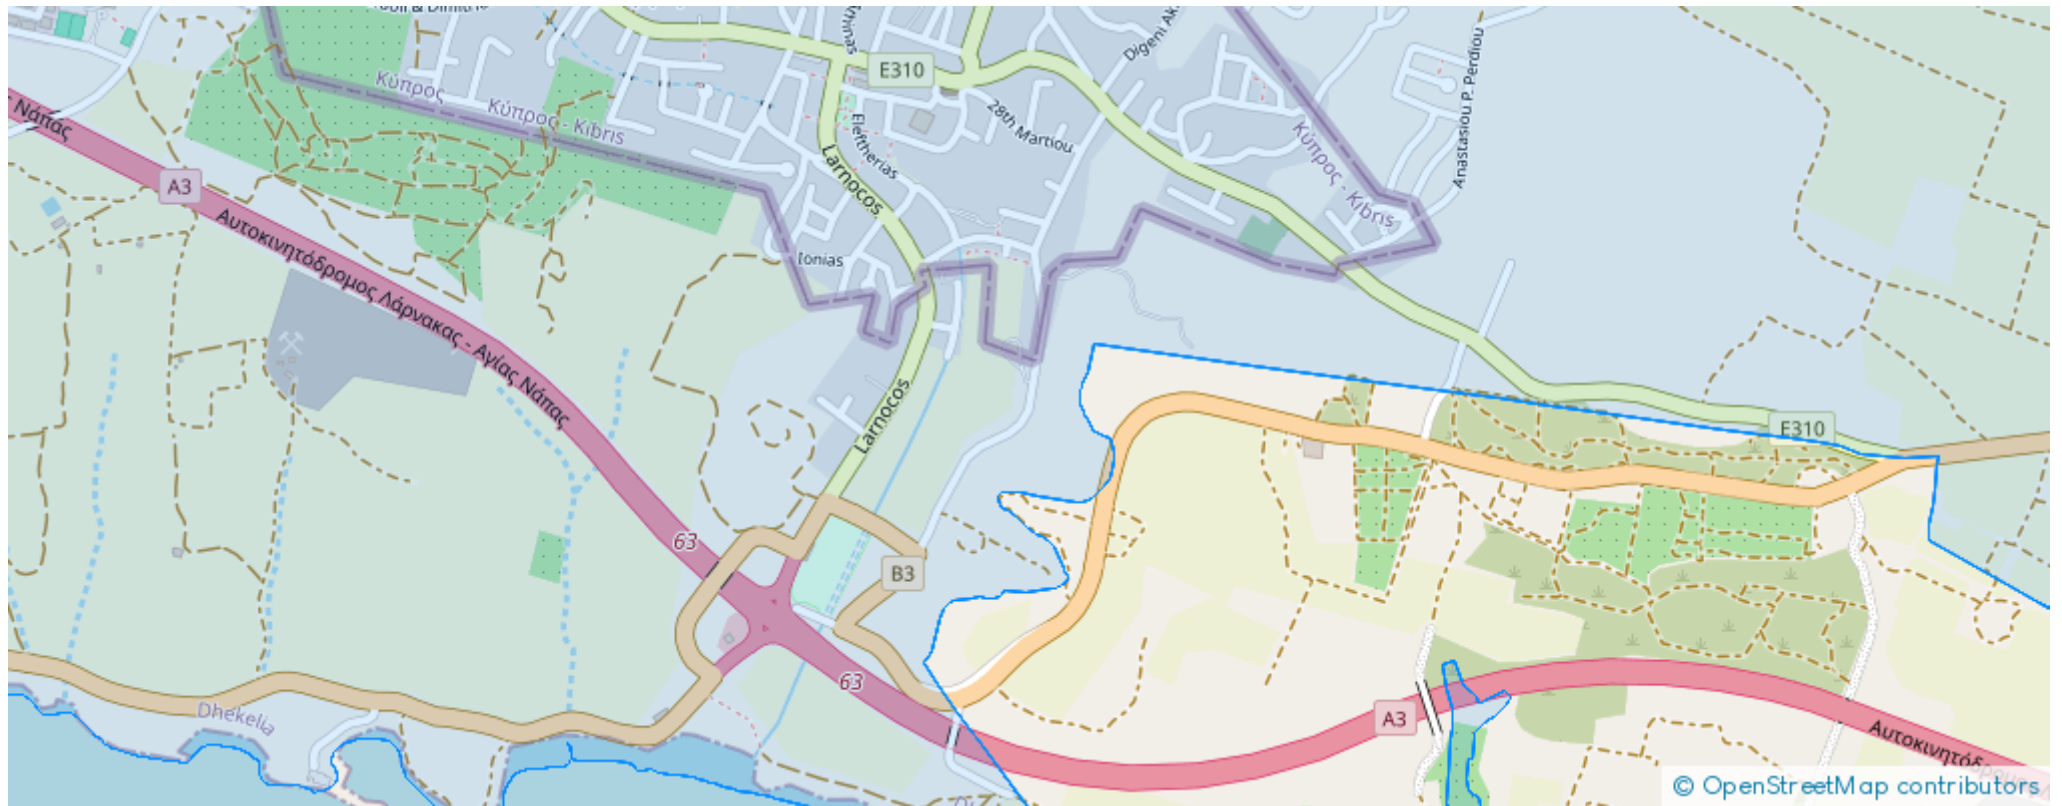 E310
Digeni Ak
Anastasiou P. Perdiou
Νάπας
Κύπρος
Κύπρος - Kıbrıs
28th Martiou
Κύπρος - Kıbrıs
Eleftherias
Larnocos
A3
Αυτοκινητόδρομος Λάρνακας - Αγίας Νάπας
Ionias
Larnocos
E310
63
B3
63
Dhekelia
A3
Αυτοκινητόδρομος
© OpenStreetMap contributors